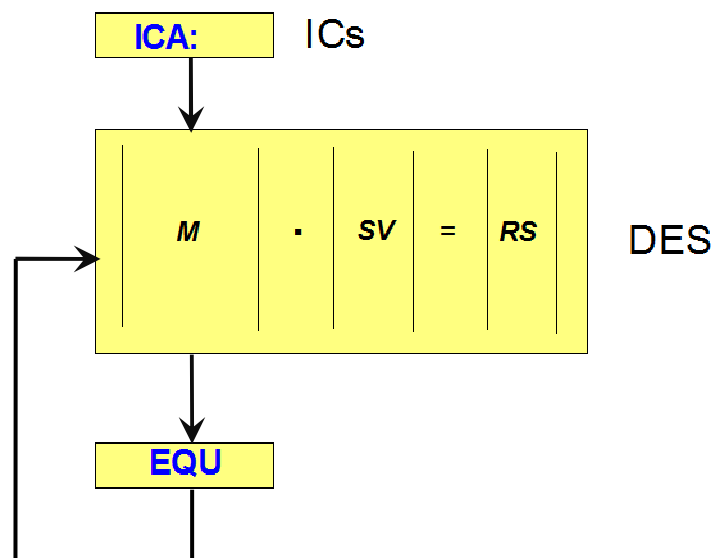 ICA: ICs
M . SV = RS
DES
EQU